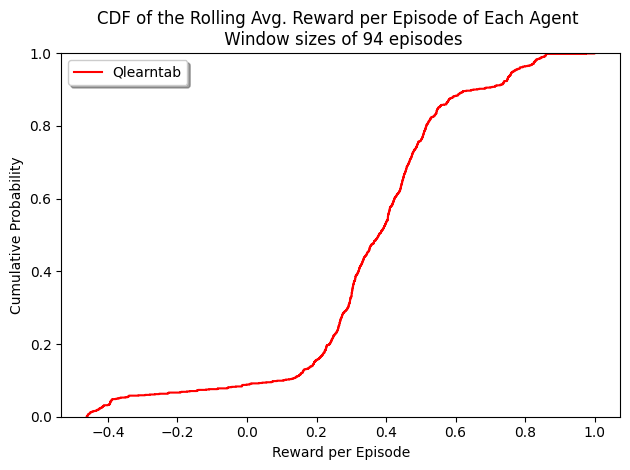 CDF of the Rolling Avg. Reward per Episode of Each Agent
Window sizes of 94 episodes
Qlearntab
Cumulative Probability
1.0
0.8
0.6
0.4
0.2
0.0
−0.4 −0.2 0.0 0.2 0.4 0.6 0.8 1.0
Reward per Episode